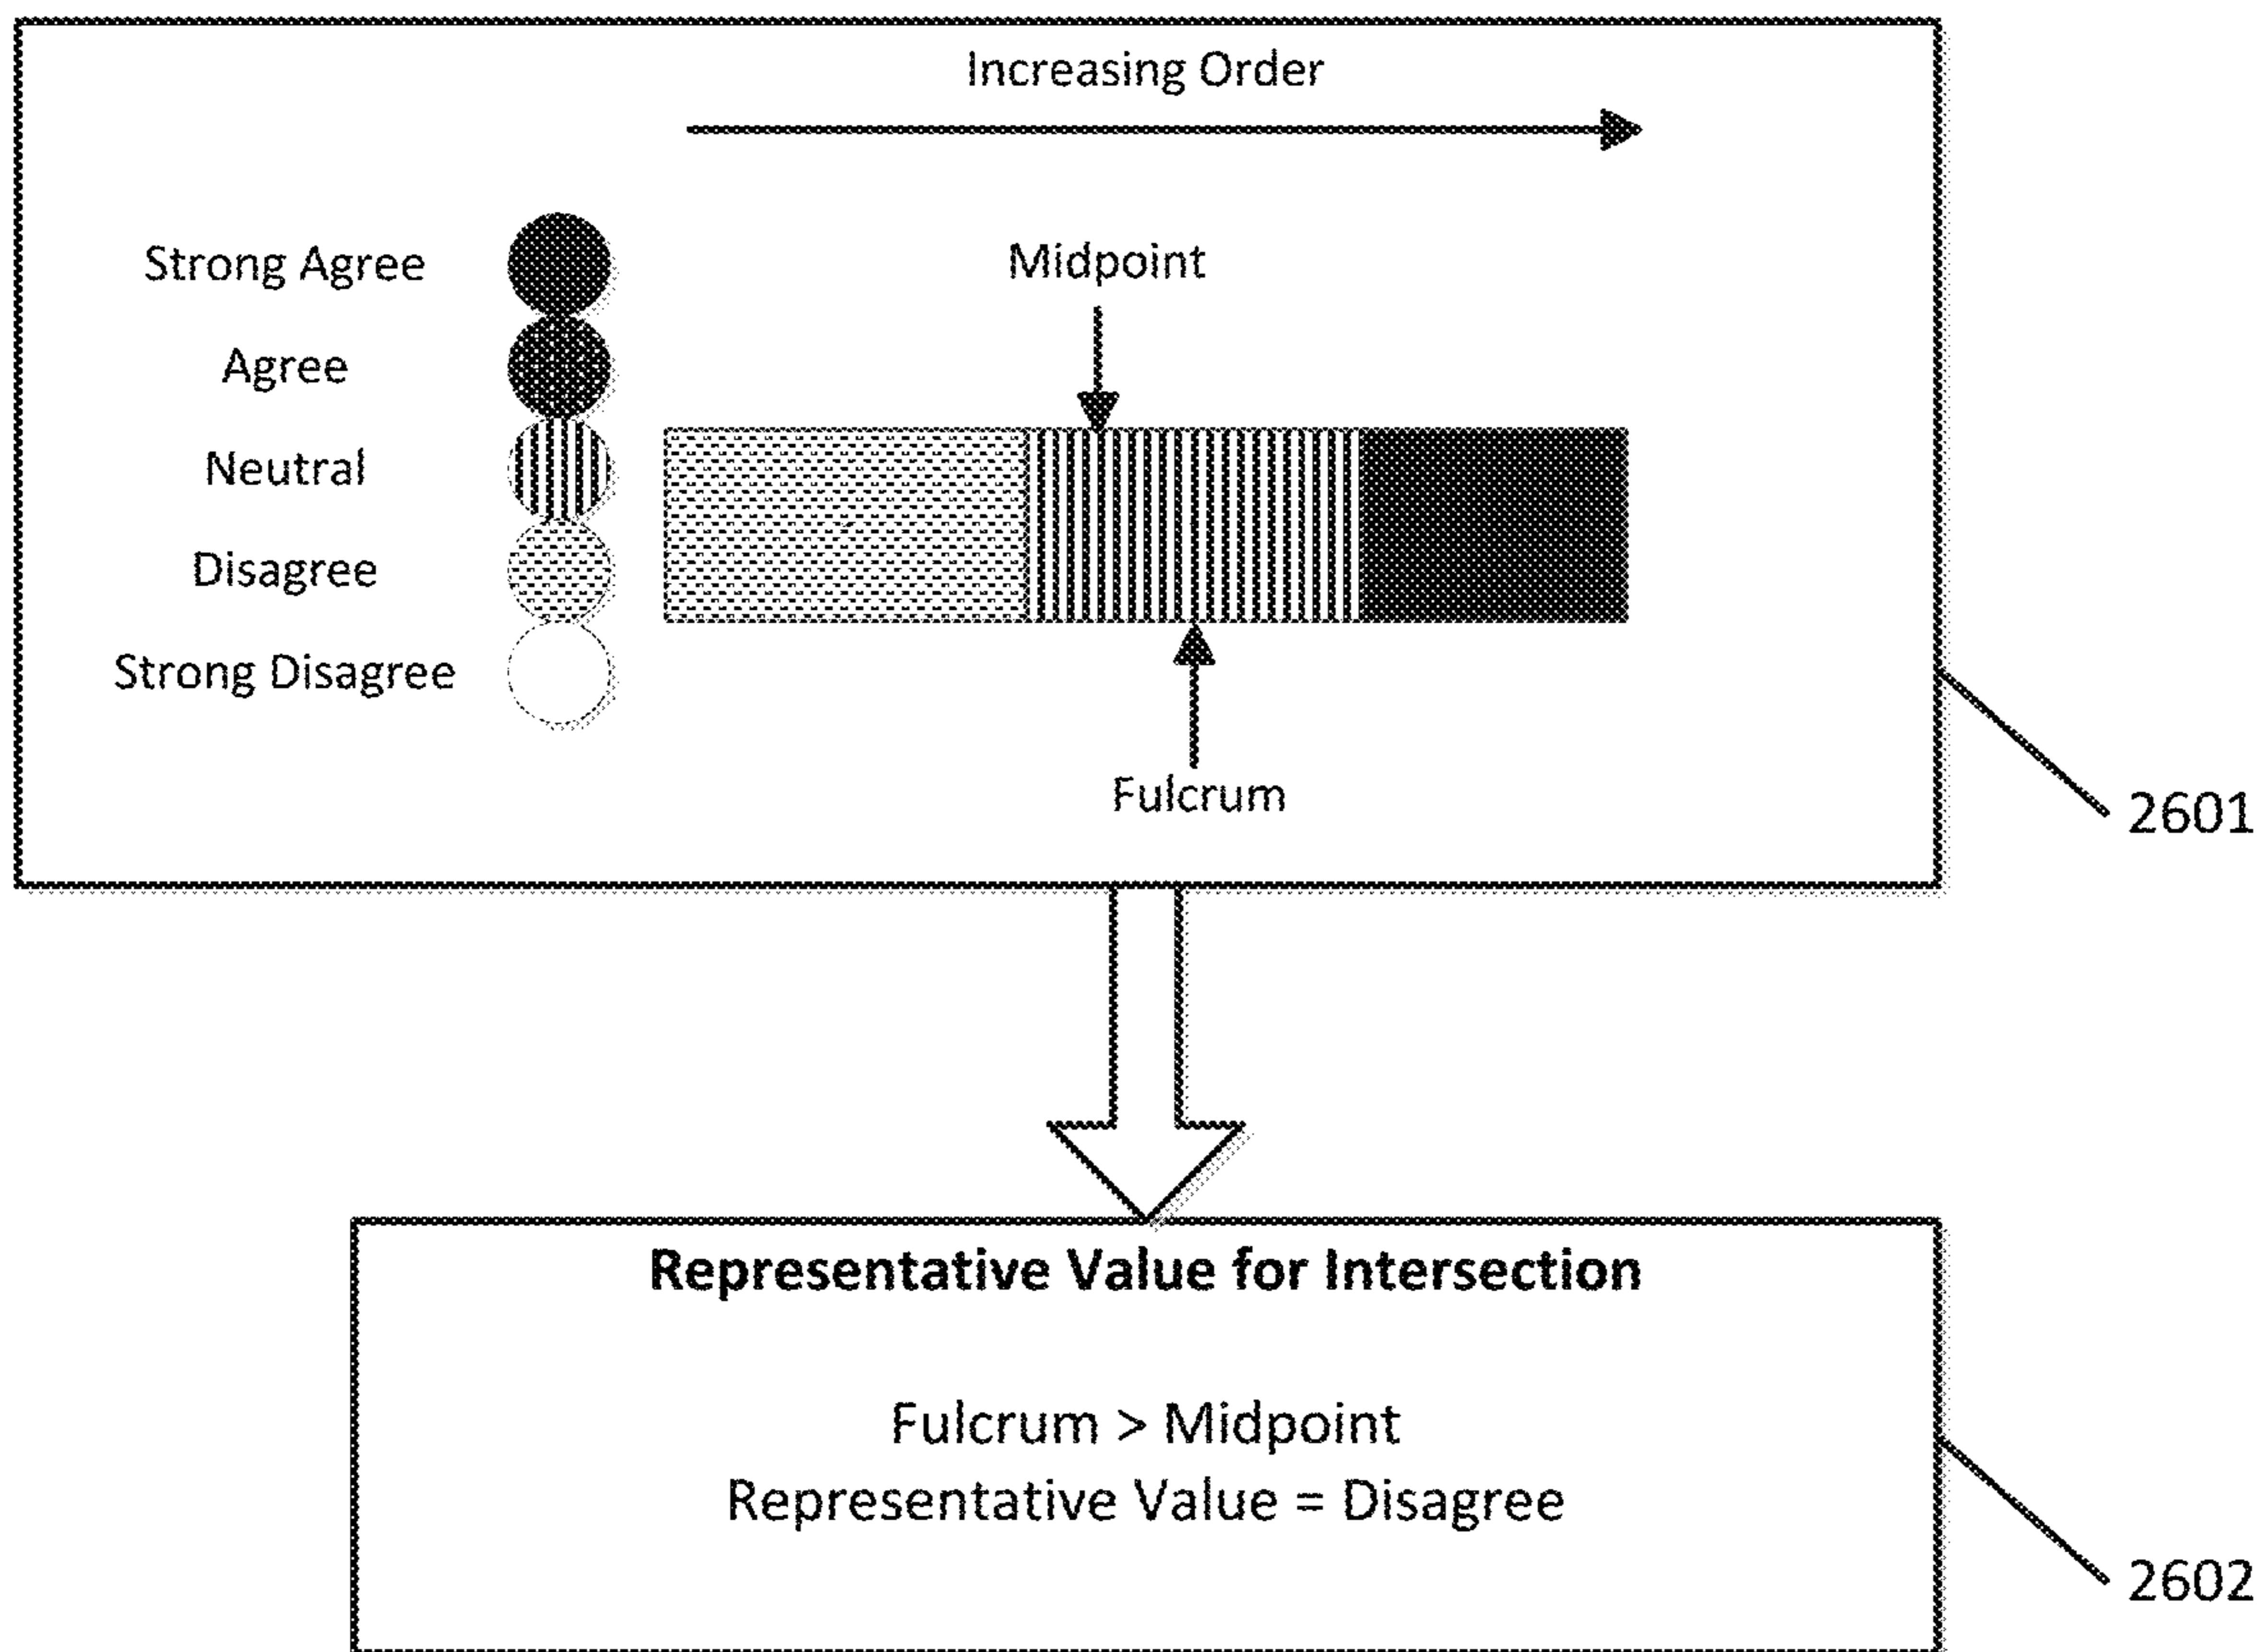 Increasing Order
Strong Agree
Midpoint
Agree
Neutral
Disagree
Strong Disagree
Fulcrum
2601
Representative Value for Intersection
Fulcrum > Midpoint
Representative Value = Disagree
2602